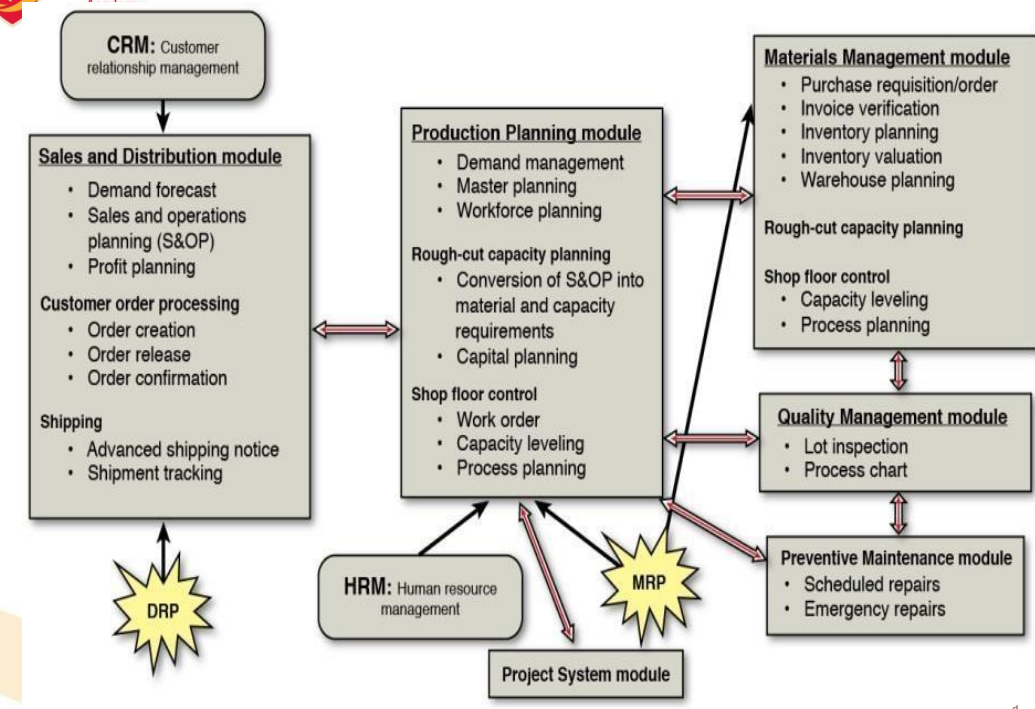 CRM: Customer
relationship management
Sales and Distribution module
• Demand forecast
• Sales and operations
planning (S&OP)
• Profit planning
Customer order processing
• Order creation
• Order release
• Order confirmation
Shipping
• Advanced shipping notice
• Shipment tracking
DRP
Production Planning module
• Demand management
• Master planning
• Workforce planning
Rough-cut capacity planning
• Conversion of S&OP into
material and capacity
requirements
• Capital planning
Shop floor control
• Work order
• Capacity leveling
• Process planning
HRM: Human resource
management
MRP
Project System module
Materials Management module
• Purchase requisition/order
• Invoice verification
• Inventory planning
• Inventory valuation
• Warehouse planning
Rough-cut capacity planning
Shop floor control
• Capacity leveling
• Process planning
Quality Management module
• Lot inspection
• Process chart
Preventive Maintenance module
• Scheduled repairs
• Emergency repairs